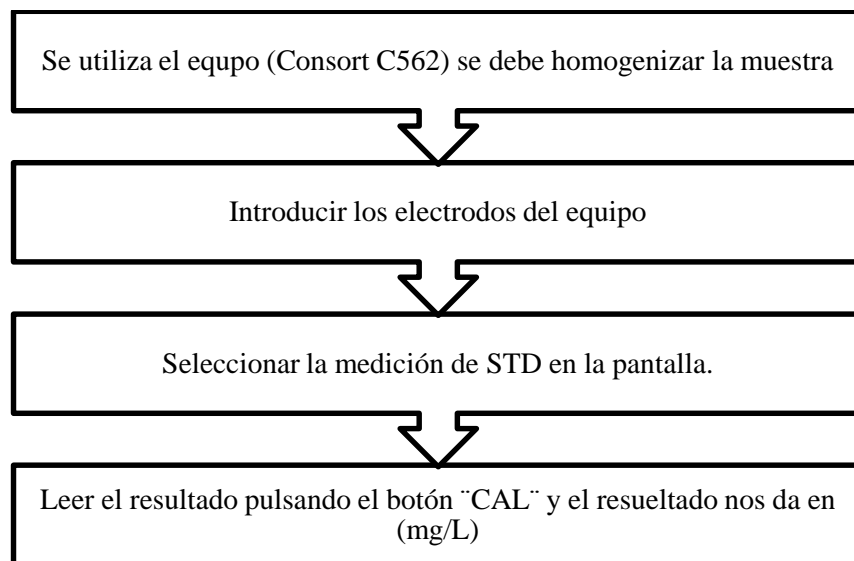 Se utiliza el equpo (Consort C562) se debe homogenizar la muestra
Introducir los electrodos del equipo
Seleccionar la medición de STD en la pantalla.
Leer el resultado pulsando el botón ¨CAL¨ y el resueltado nos da en
(mg/L)